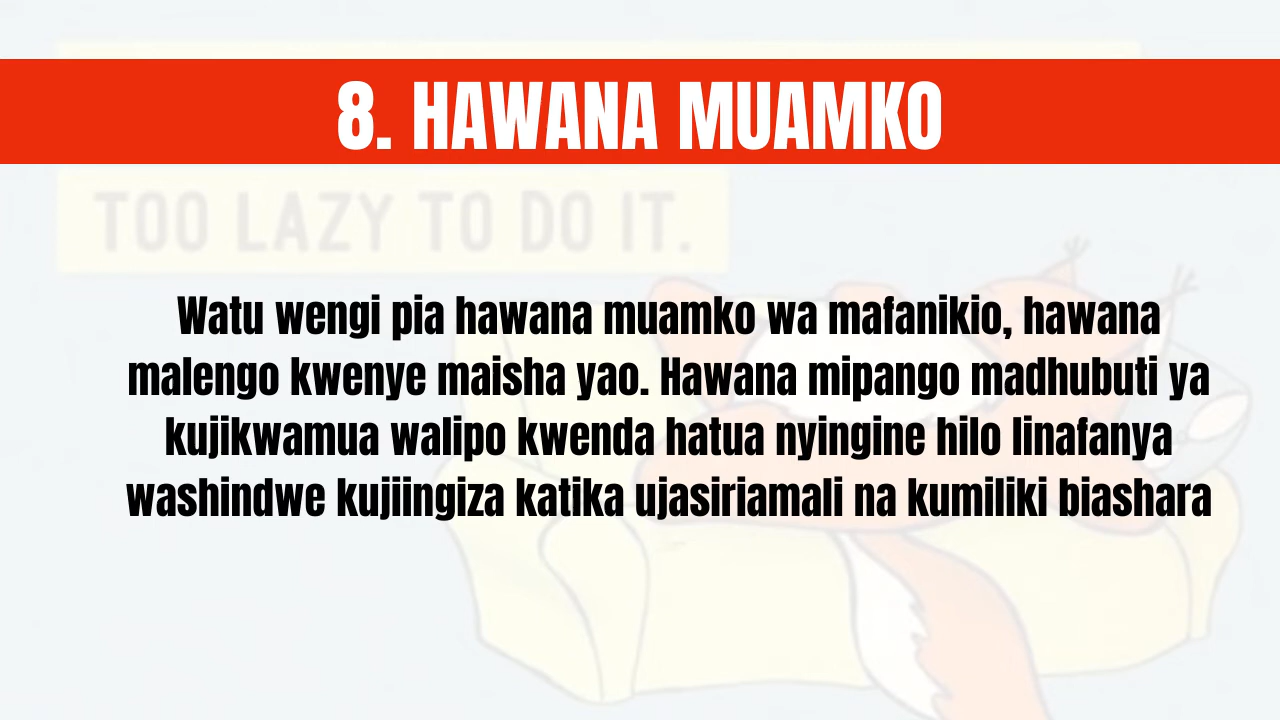 8. HAWANA MUAMKO
TOO LAZY TO DO IT.
Watu wengi pia hawana muamko wa mafanikio, hawana
malengo kwenye maisha yao. Hawana mipango madhubuti ya
kujikwamua walipo kwenda hatua nyingine hilo linafanya
washindwe kujiingiza katika ujasiriamali na kumiliki biashara